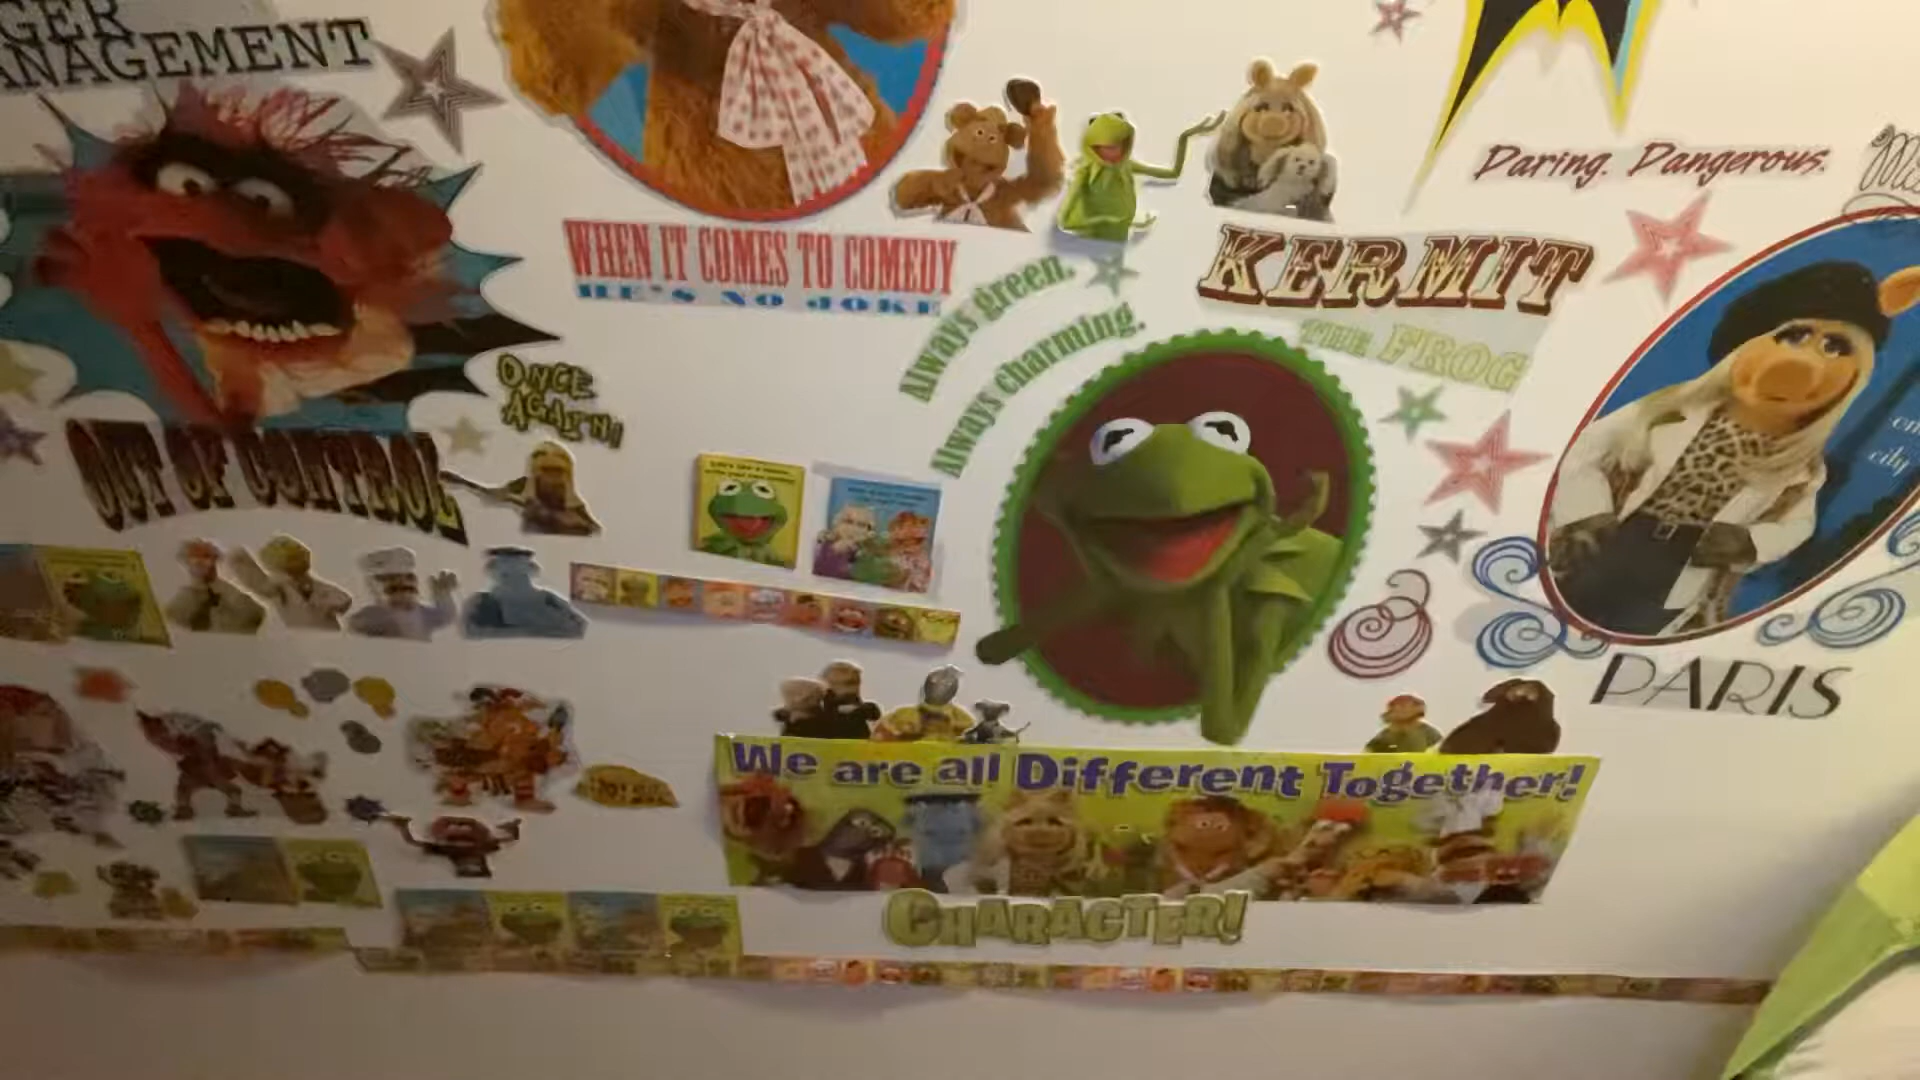 ANAGEMENT
Daring. Dangerous.
WHEN IT COMES TO COMEDY
HE'S NO JOKE
Always green.
Always charming.
KERMIT
THE FROG
ONCE
AGAIN!
OUT OF CONTROL
city
PARIS
We are all Different Together!
CHARACTER!